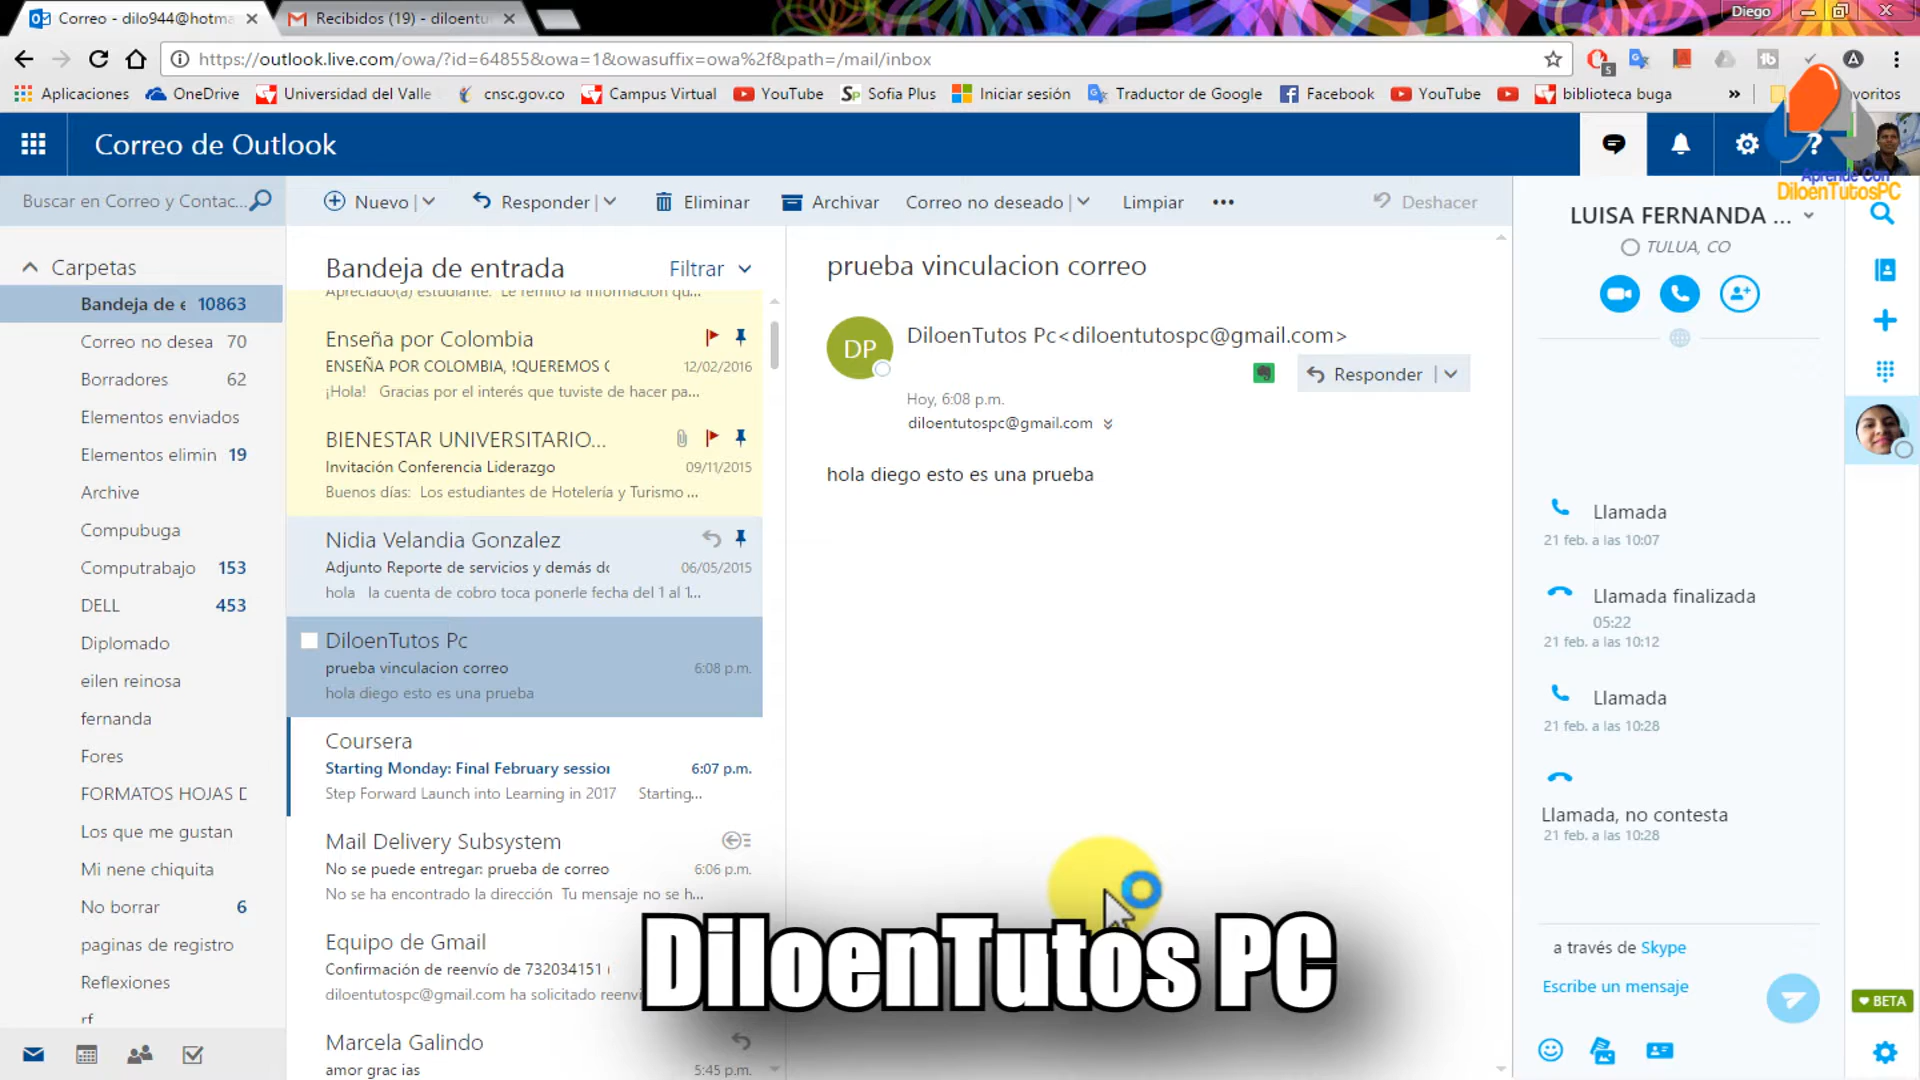 Correo - dilo944@hotma
Recibidos (19) - diloentu
Diego
https://outlook.live.com/owa/?id=64855&owa=1&owasuffix=owa%2f&path=/mail/inbox
5
Aplicaciones
OneDrive
Universidad del Valle
cnsc.gov.co
Campus Virtual
YouTube
Sofia Plus
Iniciar sesión
Traductor de Google
Facebook
YouTube
biblioteca buga
»
voritos
Correo de Outlook
?
Aprende Con
DiloenTutosPC
Buscar en Correo y Contac...
Nuevo
Responder
Eliminar
Archivar
Correo no deseado
Limpiar
•••
Deshacer
Carpetas
Bandeja de e 10863
Correo no desea 70
Borradores 62
Elementos enviados
Elementos elimin 19
Archive
Compubuga
Computrabajo 153
DELL 453
Diplomado
eilen reinosa
fernanda
Fores
FORMATOS HOJAS D
Los que me gustan
Mi nene chiquita
No borrar 6
paginas de registro
Reflexiones
rf
Bandeja de entrada
Filtrar
Apreciado(a) estudiante. Le remito la información qu...
Enseña por Colombia
ENSEÑA POR COLOMBIA, !QUEREMOS C 12/02/2016
¡Hola! Gracias por el interés que tuviste de hacer pa...
BIENESTAR UNIVERSITARIO...
Invitación Conferencia Liderazgo 09/11/2015
Buenos días: Los estudiantes de Hotelería y Turismo ...
Nidia Velandia Gonzalez
Adjunto Reporte de servicios y demás dc 06/05/2015
hola la cuenta de cobro toca ponerle fecha del 1 al 1...
DiloenTutos Pc
prueba vinculacion correo 6:08 p.m.
hola diego esto es una prueba
Coursera
Starting Monday: Final February session 6:07 p.m.
Step Forward Launch into Learning in 2017 Starting...
Mail Delivery Subsystem
No se puede entregar: prueba de correo 6:06 p.m.
No se ha encontrado la dirección Tu mensaje no se h...
Equipo de Gmail
Confirmación de reenvío de 732034151 (
diloentutospc@gmail.com ha solicitado reenvi
Marcela Galindo
amor grac ias 5:45 p.m.
prueba vinculacion correo
DP
DiloenTutos Pc<diloentutospc@gmail.com>
Responder
Hoy, 6:08 p.m.
diloentutospc@gmail.com
hola diego esto es una prueba
DiloenTutos PC
LUISA FERNANDA ...
TULUA, CO
Llamada
21 feb. a las 10:07
Llamada finalizada
05:22
21 feb. a las 10:12
Llamada
21 feb. a las 10:28
Llamada, no contesta
21 feb. a las 10:28
a través de Skype
Escribe un mensaje
BETA